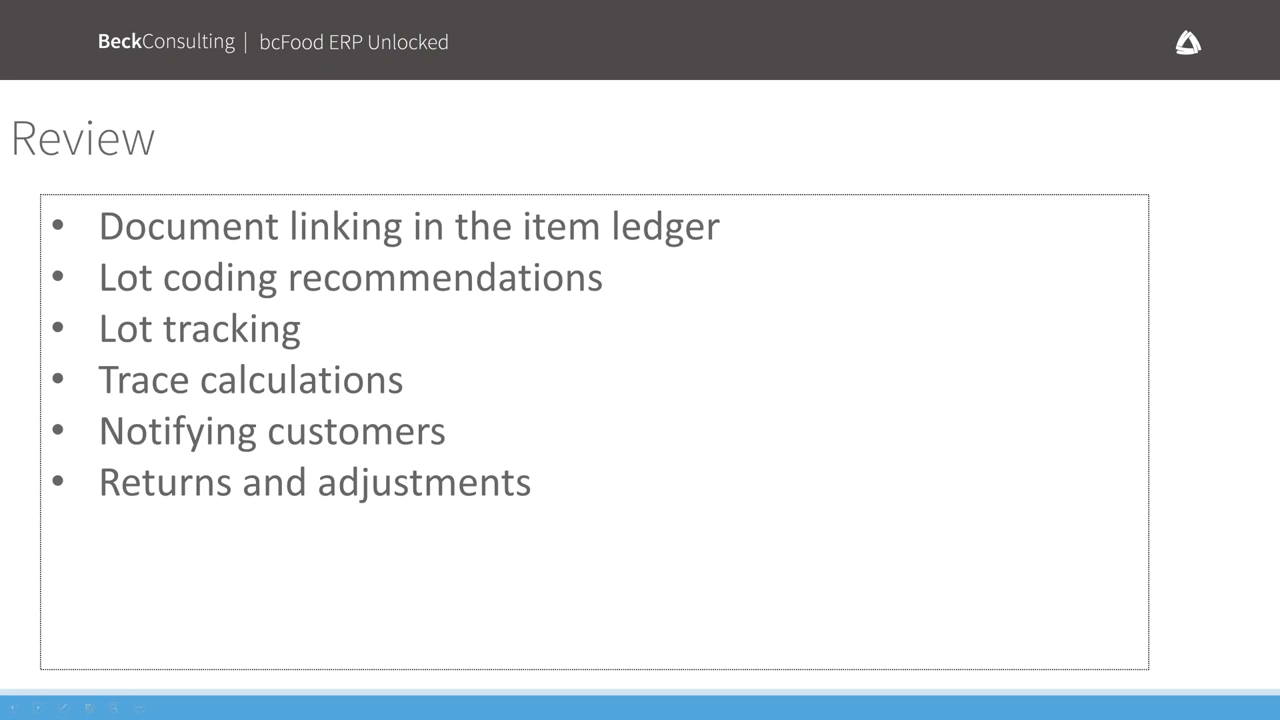 BeckConsulting | bcFood ERP Unlocked
Review
• Document linking in the item ledger
• Lot coding recommendations
• Lot tracking
• Trace calculations
• Notifying customers
• Returns and adjustments